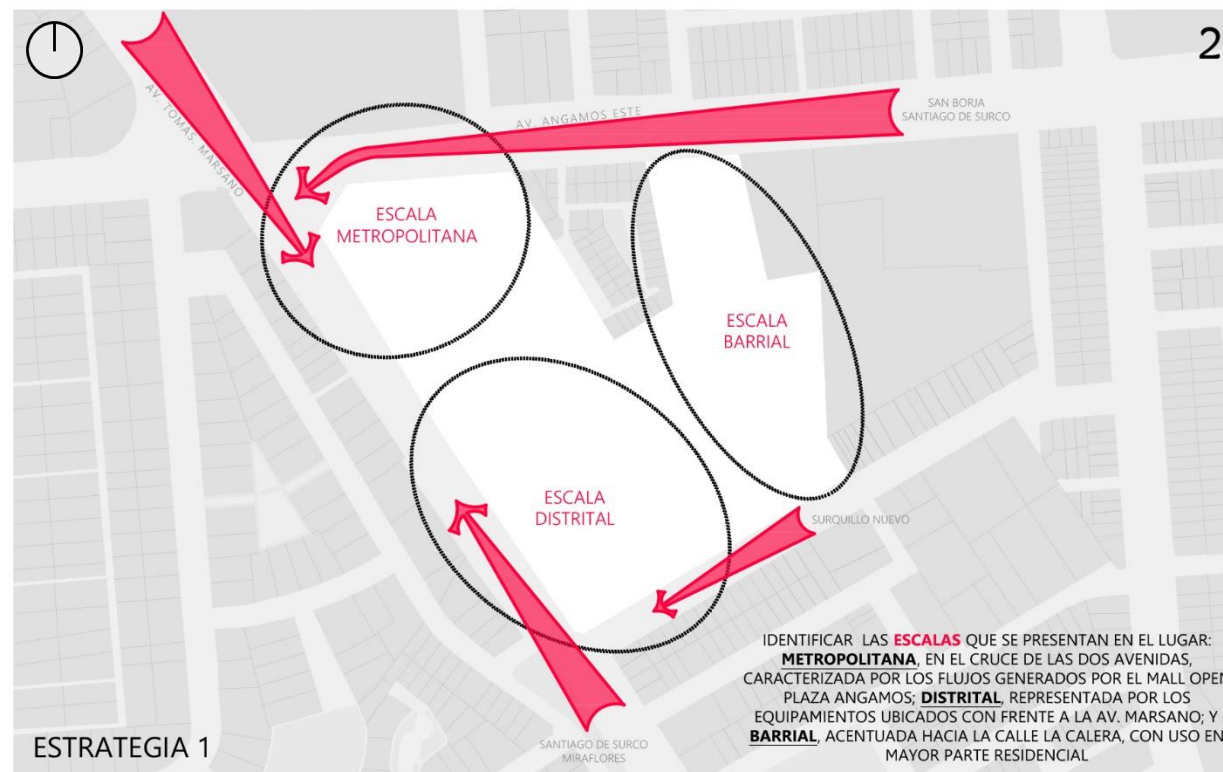 2
AV. TOMAS. MARSANO
AV. ANGAMOS ESTE
SAN BORJA
SANTIAGO DE SURCO
ESCALA
METROPOLITANA
ESCALA
BARRIAL
ESCALA
DISTRITAL
SURQUILLO NUEVO
SANTIAGO DE SURCO
MIRAFLORES
IDENTIFICAR LAS ESCALAS QUE SE PRESENTAN EN EL LUGAR:
METROPOLITANA, EN EL CRUCE DE LAS DOS AVENIDAS,
CARACTERIZADA POR LOS FLUJOS GENERADOS POR EL MALL OPEN
PLAZA ANGAMOS; DISTRITAL, REPRESENTADA POR LOS
EQUIPAMIENTOS UBICADOS CON FRENTE A LA AV. MARSANO; Y
BARRIAL, ACENTUADA HACIA LA CALLE LA CALERA, CON USO EN
MAYOR PARTE RESIDENCIAL
ESTRATEGIA 1